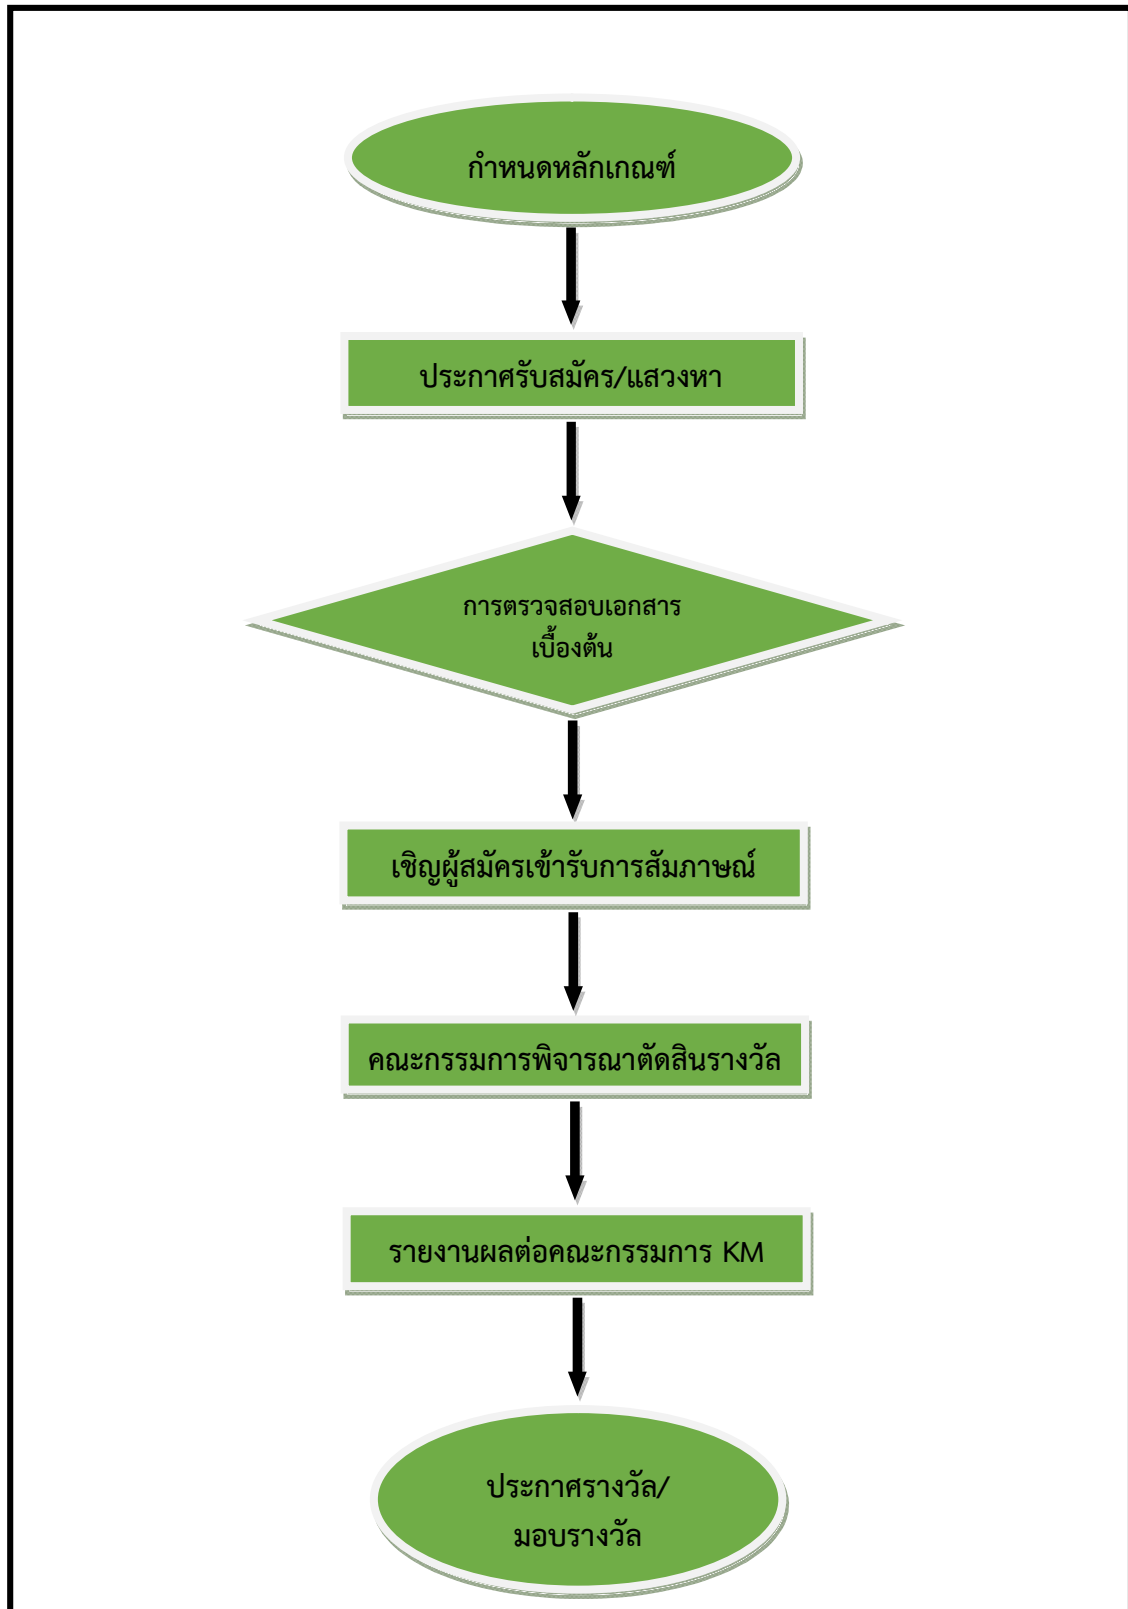 กำหนดหลักเกณฑ์
ประกาศรับสมัคร/แสวงหา
การตรวจสอบเอกสาร
เบื้องต้น
เชิญผู้สมัครเข้ารับการสัมภาษณ์
คณะกรรมการพิจารณาตัดสินรางวัล
รายงานผลต่อคณะกรรมการ KM
ประกาศรางวัล/
มอบรางวัล